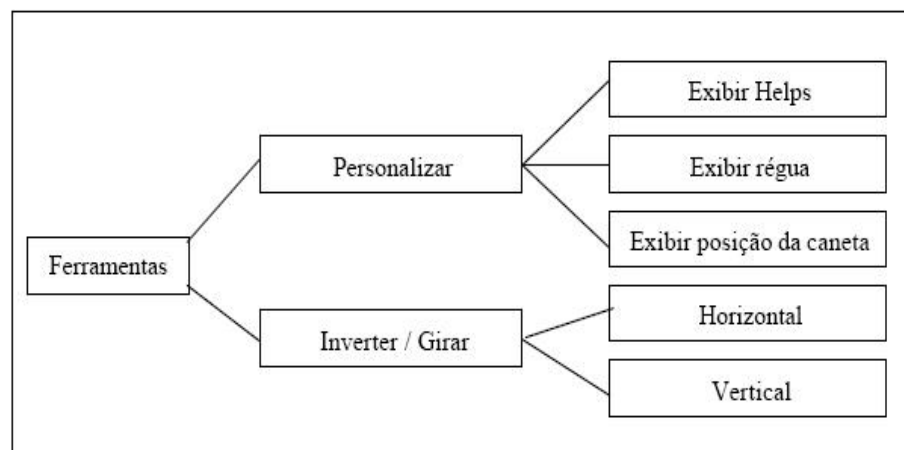 Exibir Helps
Personalizar
Exibir régua
Exibir posição da caneta
Ferramentas
Horizontal
Inverter / Girar
Vertical